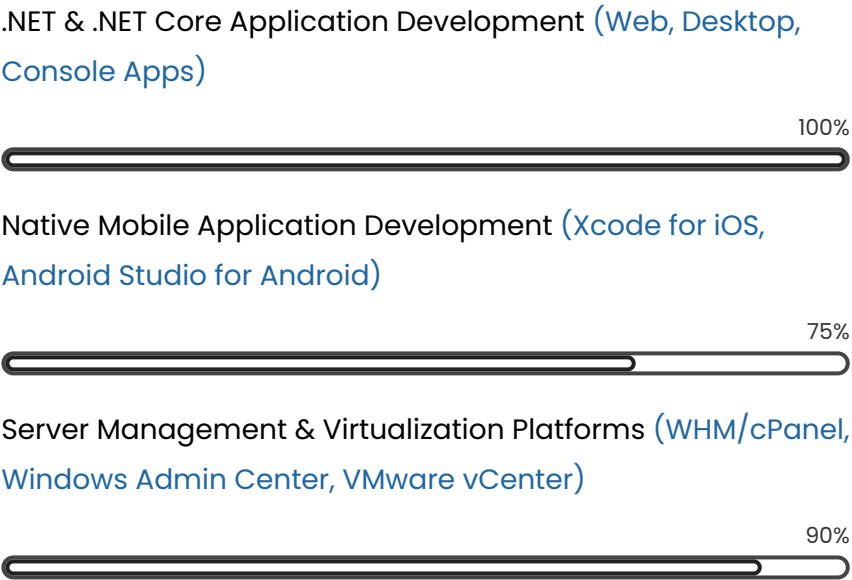 .NET & .NET Core Application Development (Web, Desktop,
Console Apps)
100%
Native Mobile Application Development (Xcode for iOS,
Android Studio for Android)
75%
Server Management & Virtualization Platforms (WHM/cPanel,
Windows Admin Center, VMware vCenter)
90%